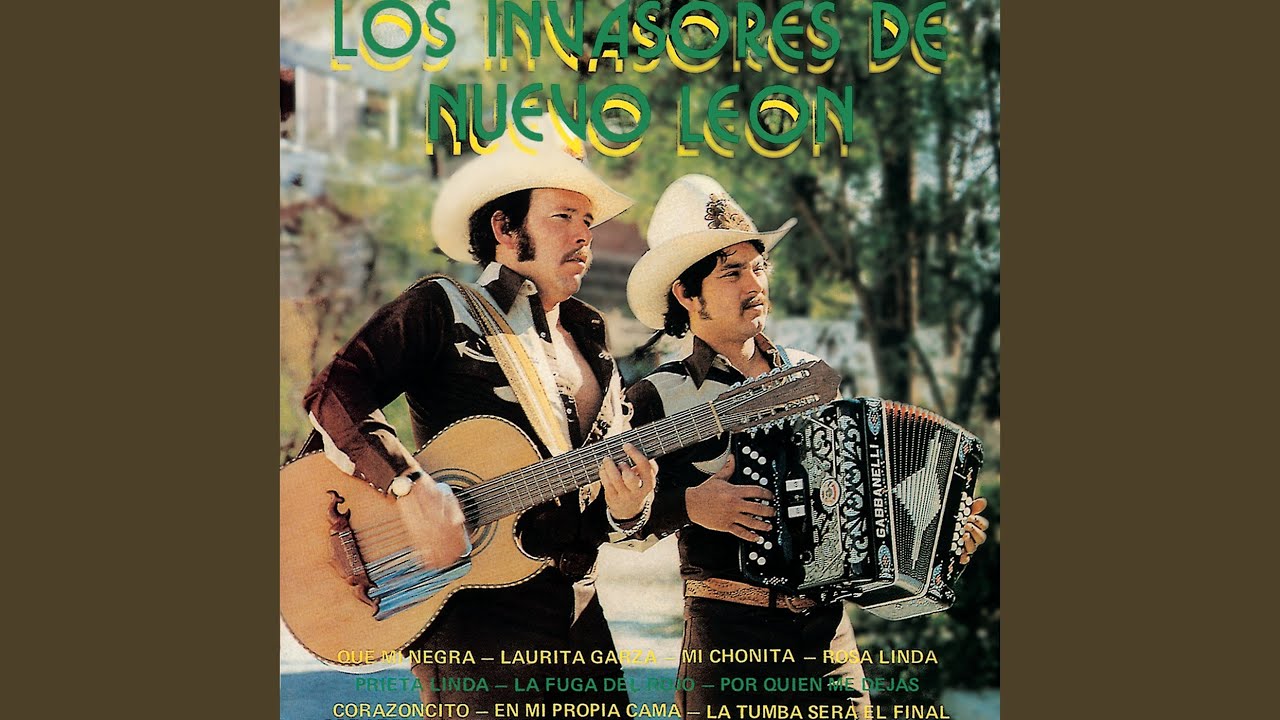 LOS INVASORES DE
NUEVO LEON
GABBANELLI
QUE MI NEGRA – LAURITA GARZA – MI CHONITA – ROSA LINDA
PRIETA LINDA – LA FUGA DEL ROJO – POR QUIEN ME DEJAS
CORAZONCITO – EN MI PROPIA CAMA – LA TUMBA SERA EL FINAL